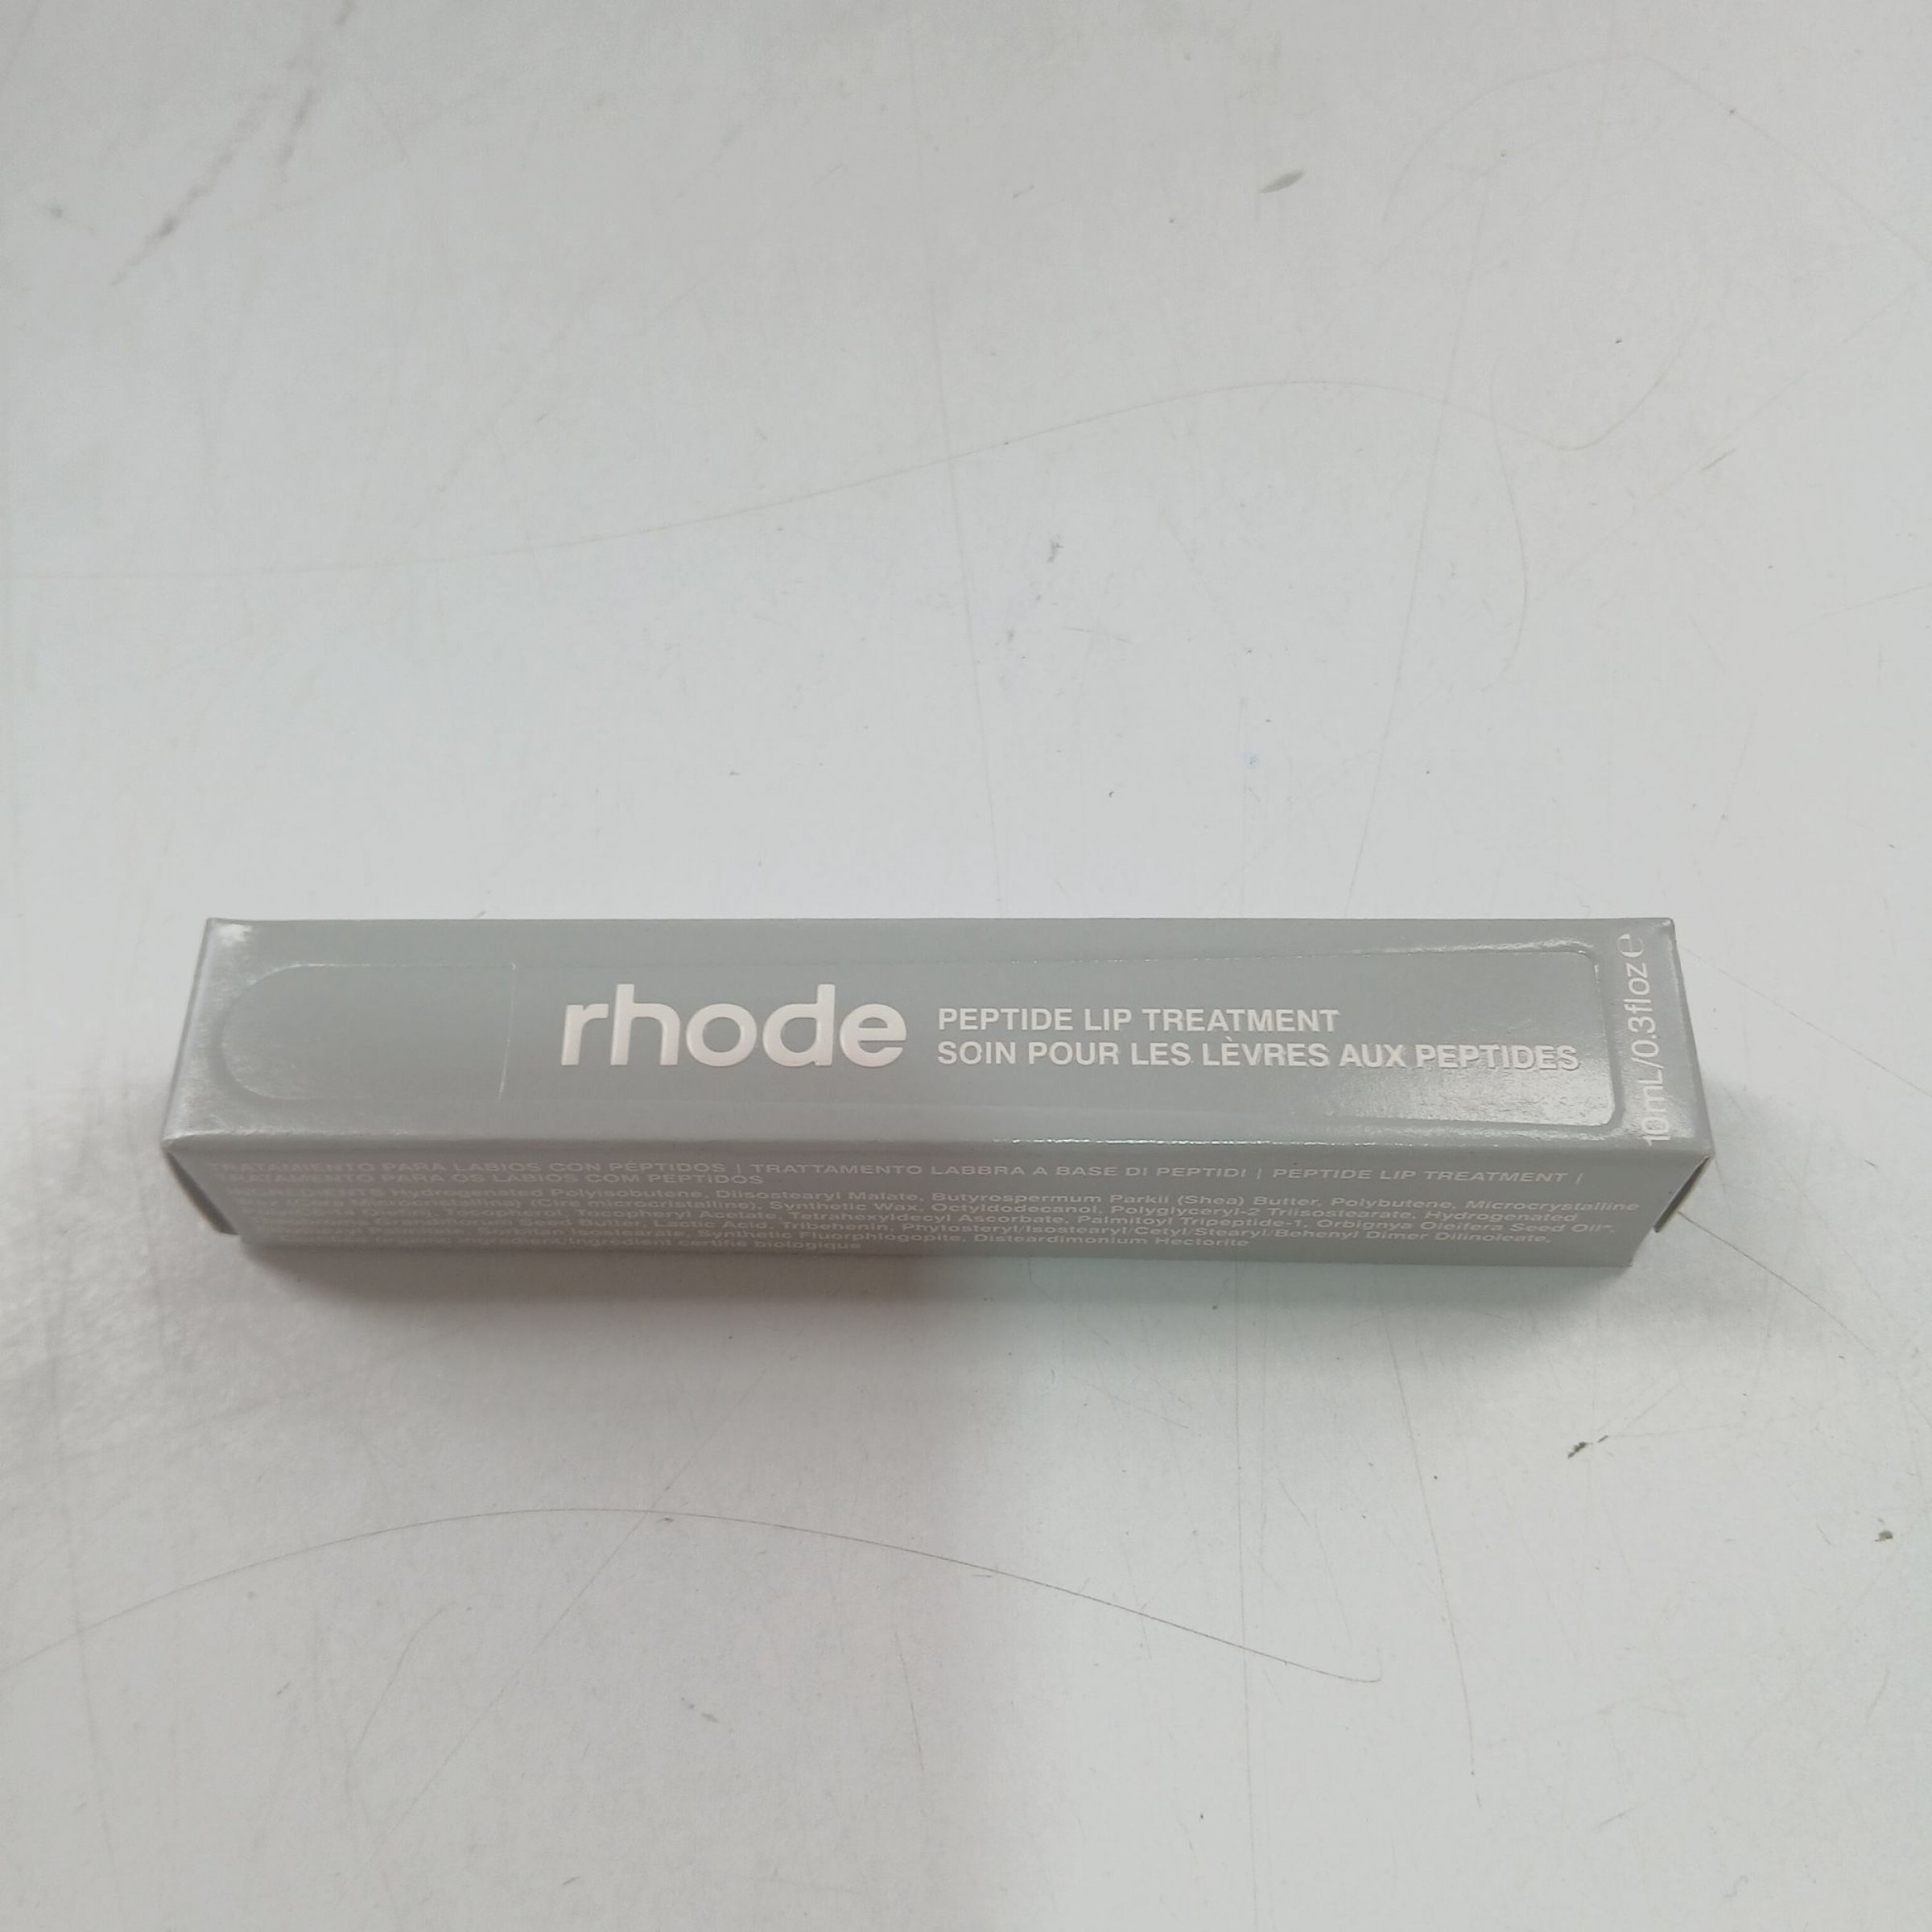 rhode
PEPTIDE LIP TREATMENT
SOIN POUR LES LÈVRES AUX PEPTIDES
10mL/0.3floz ℮
TRATAMIENTO PARA LABIOS CON PÉPTIDOS | TRATTAMENTO LABBRA A BASE DI PEPTIDI | PEPTIDE LIP TREATMENT |
TRATAMENTO PARA OS LÁBIOS COM PÉPTIDOS
INGREDIENTS Hydrogenated Polyisobutene, Diisostearyl Malate, Butyrospermum Parkii (Shea) Butter, Polybutene, Microcrystalline
(Cire microcristalline), Synthetic Wax, Octyldodecanol, Polyglyceryl-2 Triisostearate, Hydrogenated
Tocopherol, Tocopheryl Acetate, Tetrahexyldecyl Ascorbate, Palmitoyl Tripeptide-1, Orbignya Oleifera Seed Oil*,
Seed Butter, Lactic Acid, Tribehenin, Phytosteryl/Isostearyl/Cetyl/Stearyl/Behenyl Dimer Dilinoleate,
Sorbitan Isostearate, Synthetic Fluorphlogopite, Disteardimonium Hectorite
certifié biologique